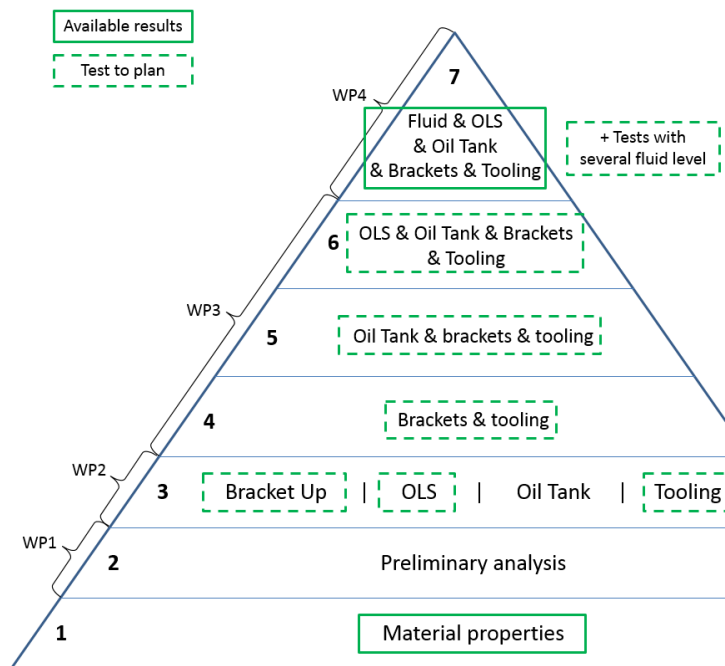 Available results
Test to plan
WP4
7
Fluid & OLS
& Oil Tank
& Brackets & Tooling
+ Tests with
several fluid level
6
OLS & Oil Tank & Brackets
& Tooling
WP3
5
Oil Tank & brackets & tooling
4
Brackets & tooling
WP2
3
Bracket Up | OLS | Oil Tank | Tooling
WP1
2
Preliminary analysis
1
Material properties